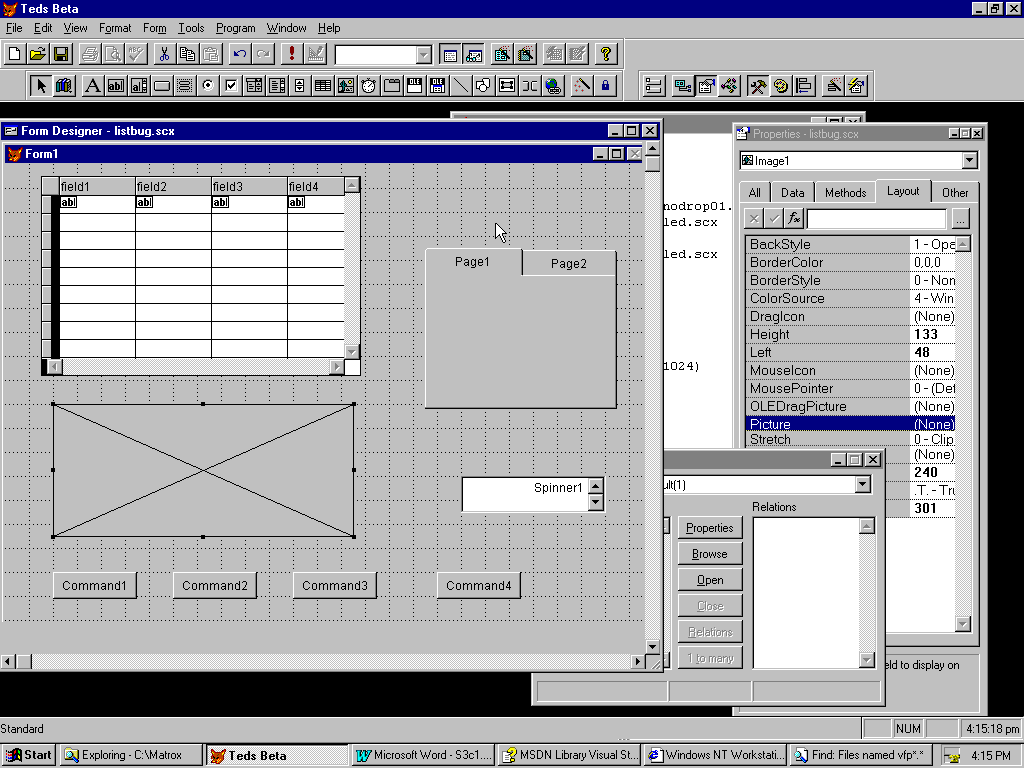 Teds Beta
File Edit View Format Form Tools Program Window Help
Form Designer - listbug.scx
Form1
field1 field2 field3 field4
abl abl abl abl
Page1 Page2
Spinner1
Command1 Command2 Command3 Command4
nodrop01.
led.scx
led.scx
1024)
Properties - listbug.scx
Image1
All Data Methods Layout Other
BackStyle 1 - Opa
BorderColor 0,0,0
BorderStyle 0 - Non
ColorSource 4 - Win
DragIcon (None)
Height 133
Left 48
MouseIcon (None)
MousePointer 0 - (Def
OLEDragPicture (None)
Picture (None)
Stretch 0 - Clip
(None)
240
.T. - Tru
301
ult(1)
Relations
Properties
Browse
Open
Close
Relations
1 to many
eld to display on
Standard NUM 4:15:18 pm
Start Exploring - C:\Matrox Teds Beta Microsoft Word - S3c1.... MSDN Library Visual St... Windows NT Workstati... Find: Files named vfp*.* 4:15 PM